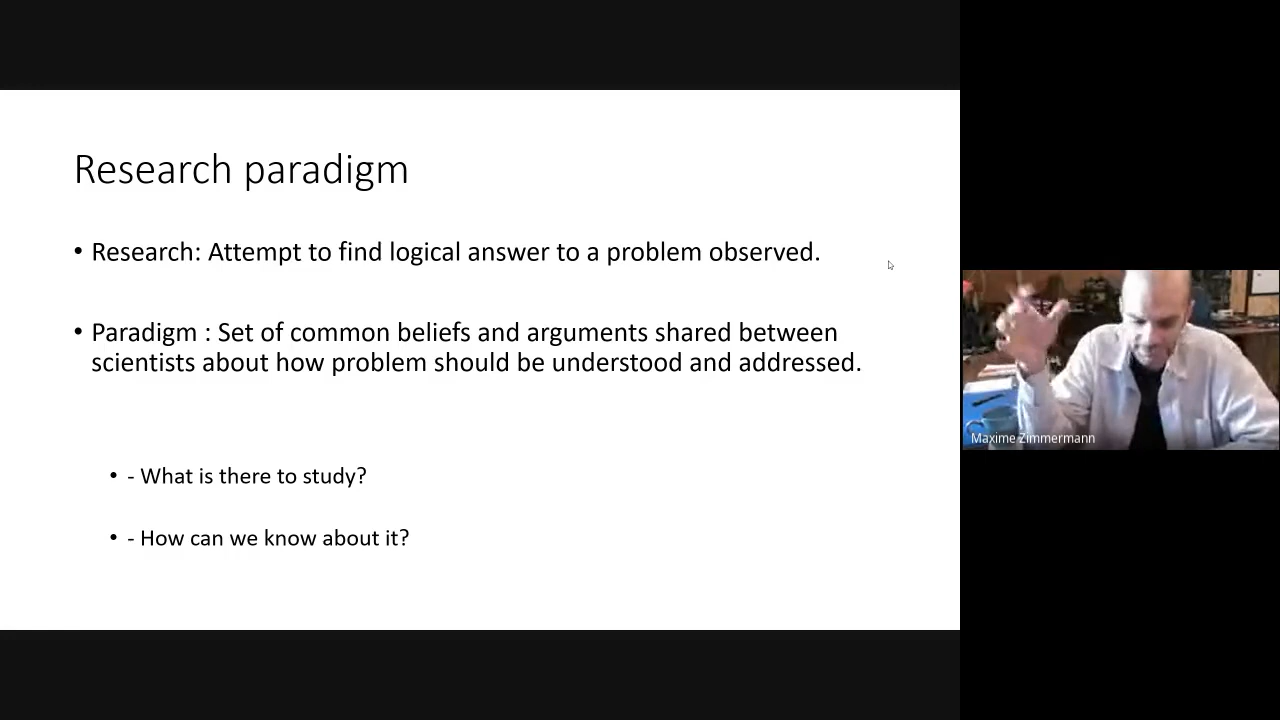 Research paradigm
• Research: Attempt to find logical answer to a problem observed.
• Paradigm : Set of common beliefs and arguments shared between
scientists about how problem should be understood and addressed.
• - What is there to study?
• - How can we know about it?
Maxime Zimmermann